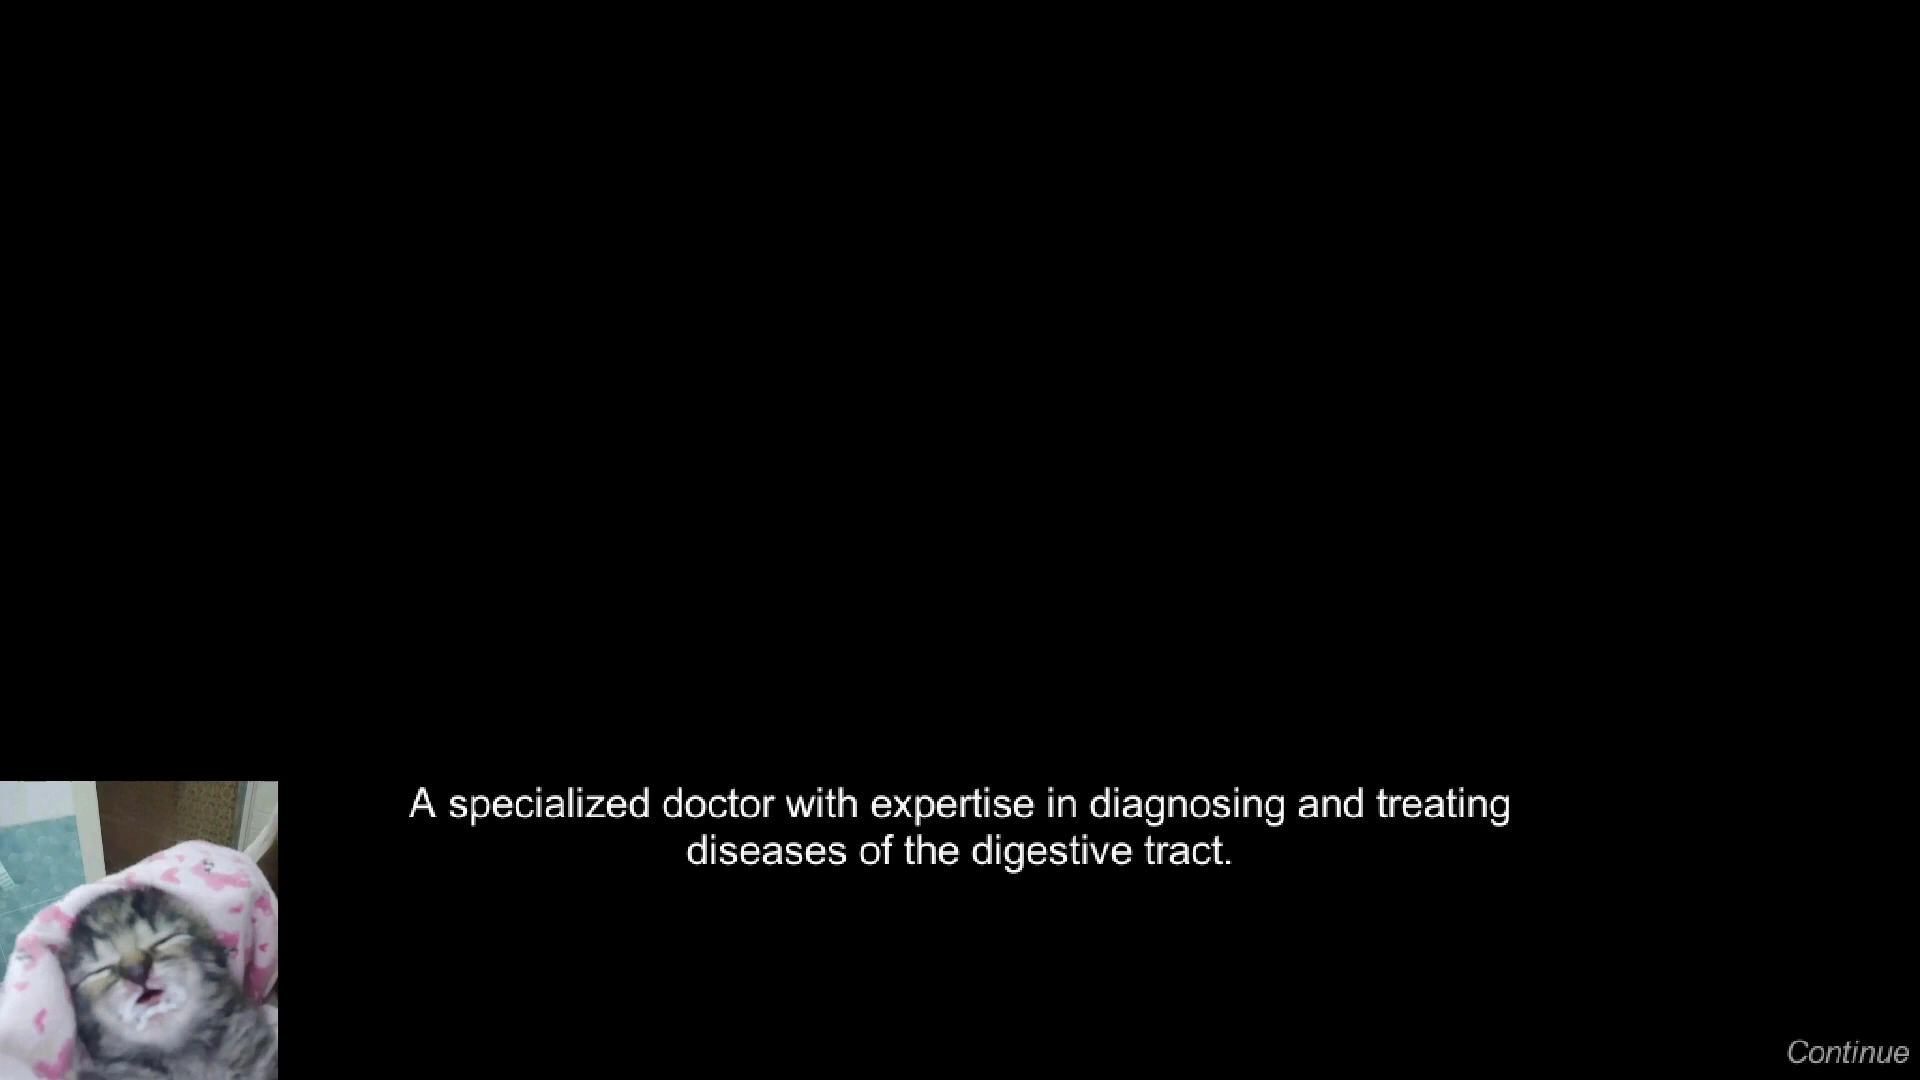 A specialized doctor with expertise in diagnosing and treating
diseases of the digestive tract.
Continue